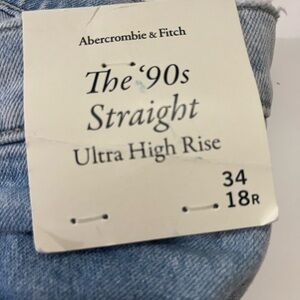 Abercrombie & Fitch
The ‘90s
Straight
Ultra High Rise
34
18R